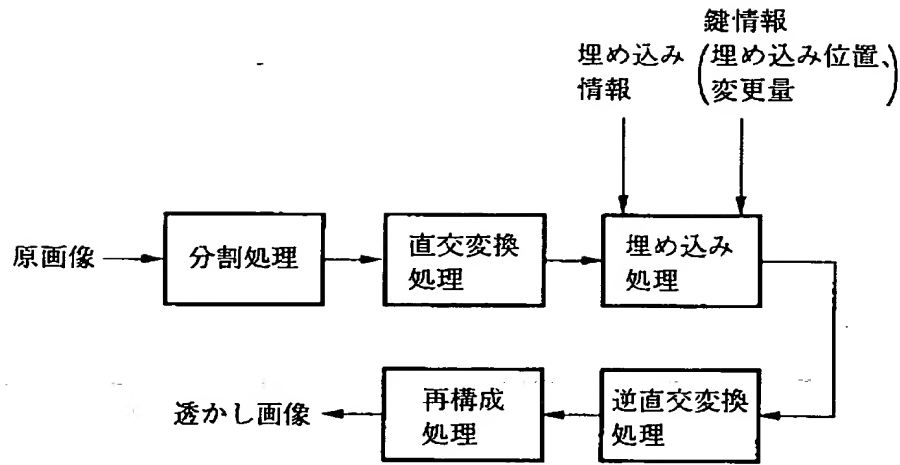 鍵情報
埋め込み
情報
(埋め込み位置、
変更量)
原画像
分割処理
直交変換
処理
埋め込み
処理
透かし画像
再構成
処理
逆直交変換
処理